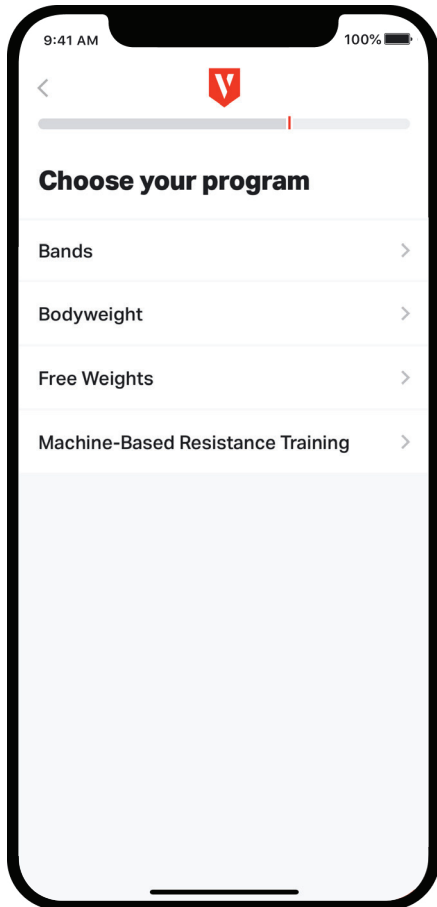 9:41 AM
100%
Choose your program
Bands
Bodyweight
Free Weights
Machine-Based Resistance Training